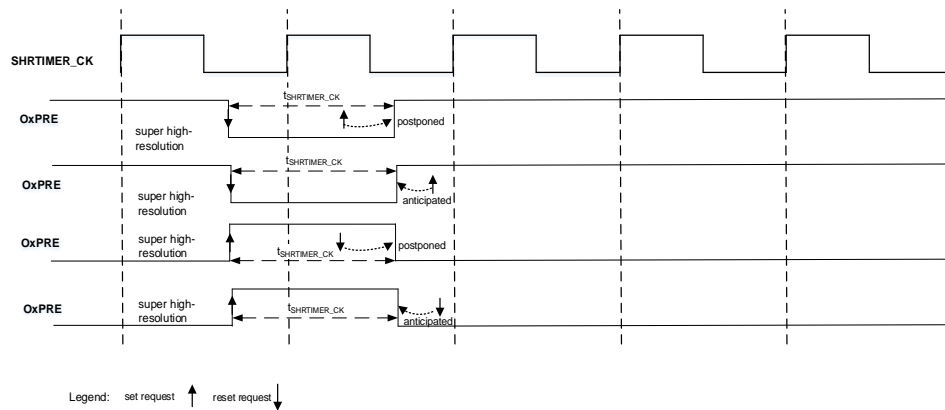 SHRTIMER_CK
tSHRTIMER_CK
OxPRE
postponed
super high-
resolution
tSHRTIMER_CK
OxPRE
super high-
resolution
anticipated
OxPRE
super high-
resolution
postponed
tSHRTIMER_CK
OxPRE
super high-
resolution
tSHRTIMER_CK
anticipated
Legend: set request reset request